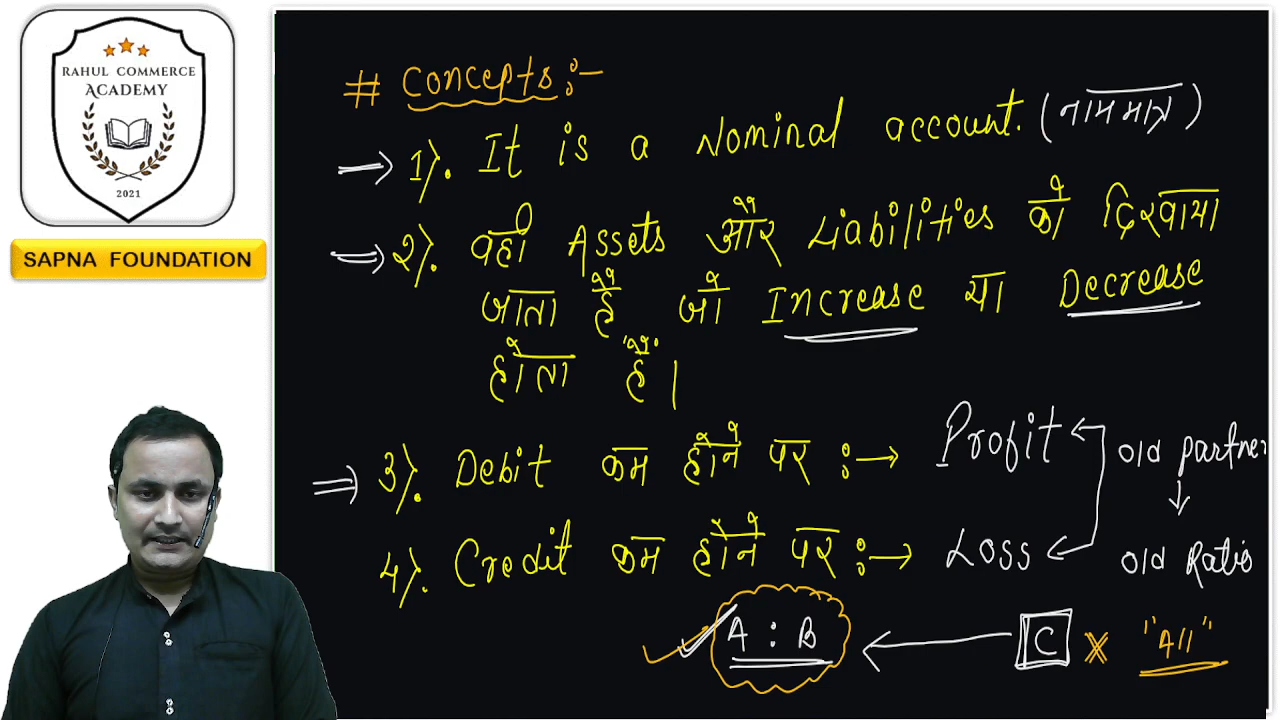 RAHUL COMMERCE
ACADEMY
2021
SAPNA FOUNDATION
# Concepts:-
⇒ 1). It is a Nominal account. (नाममात्र)
⇒ 2). वही Assets और Liabilities को दिखाया
जाता है जो Increase या Decrease
होता है।
⇒ 3). Debit कम होने पर :→ Profit
old partner
↓
4). Credit कम होने पर :→ Loss
old Ratio
✓ A : B ← C × "All"